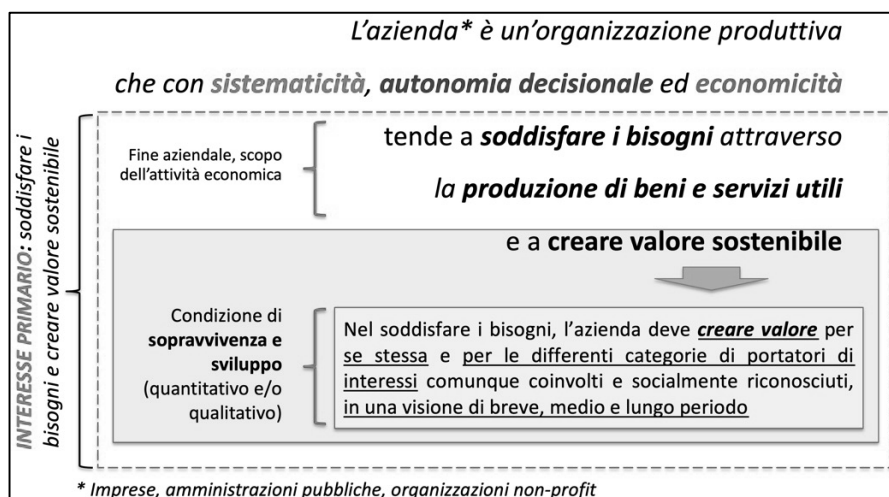 L'azienda* è un'organizzazione produttiva
che con sistematicità, autonomia decisionale ed economicità
INTERESSE PRIMARIO: soddisfare i
bisogni e creare valore sostenibile
Fine aziendale, scopo
dell'attività economica
tende a soddisfare i bisogni attraverso
la produzione di beni e servizi utili
e a creare valore sostenibile
Condizione di
sopravvivenza e
sviluppo
(quantitativo e/o
qualitativo)
Nel soddisfare i bisogni, l'azienda deve creare valore per
se stessa e per le differenti categorie di portatori di
interessi comunque coinvolti e socialmente riconosciuti,
in una visione di breve, medio e lungo periodo
* Imprese, amministrazioni pubbliche, organizzazioni non-profit